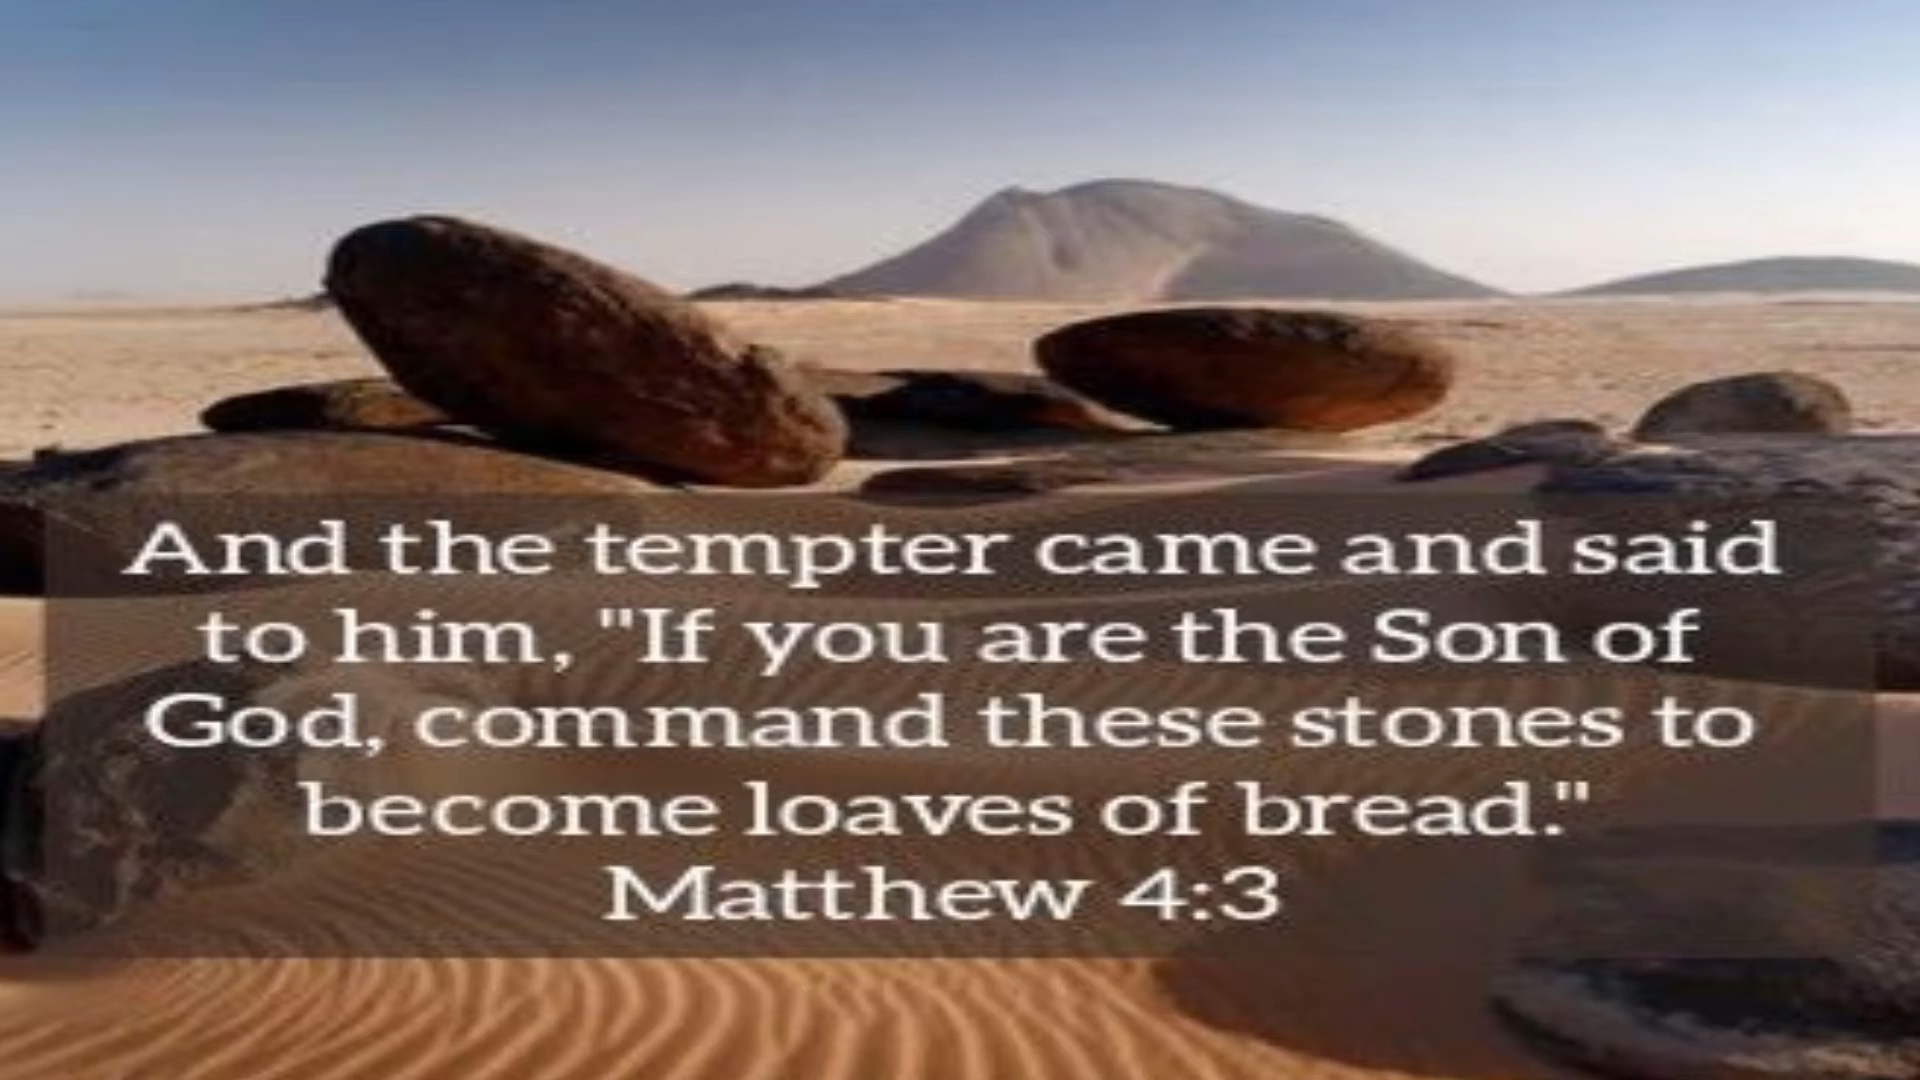 And the tempter came and said
to him, "If you are the Son of
God, command these stones to
become loaves of bread."
Matthew 4:3